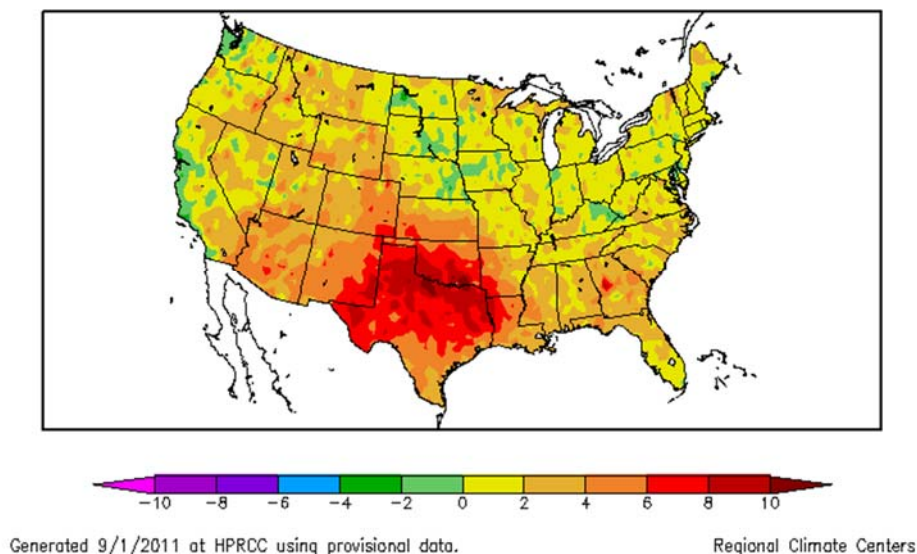 -10 -8 -6 -4 -2 0 2 4 6 8 10
Generated 9/1/2011 at HPRCC using provisional data. Regional Climate Centers